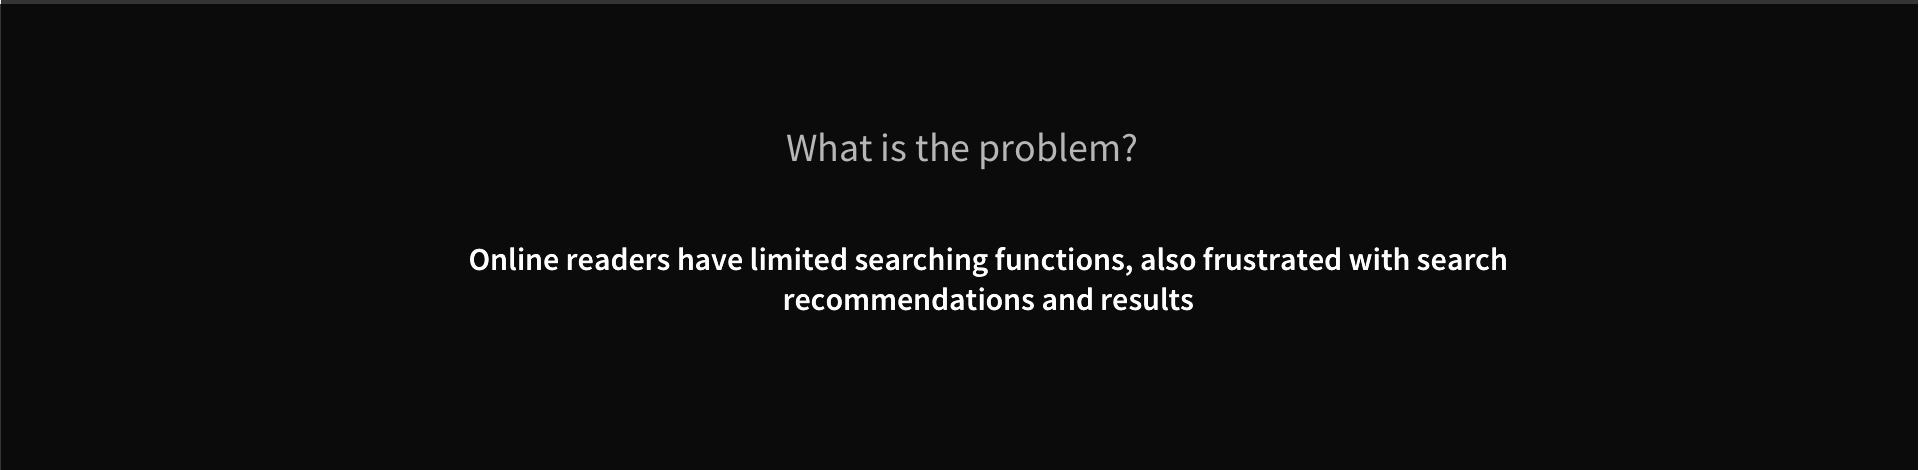 What is the problem?
Online readers have limited searching functions, also frustrated with search
recommendations and results